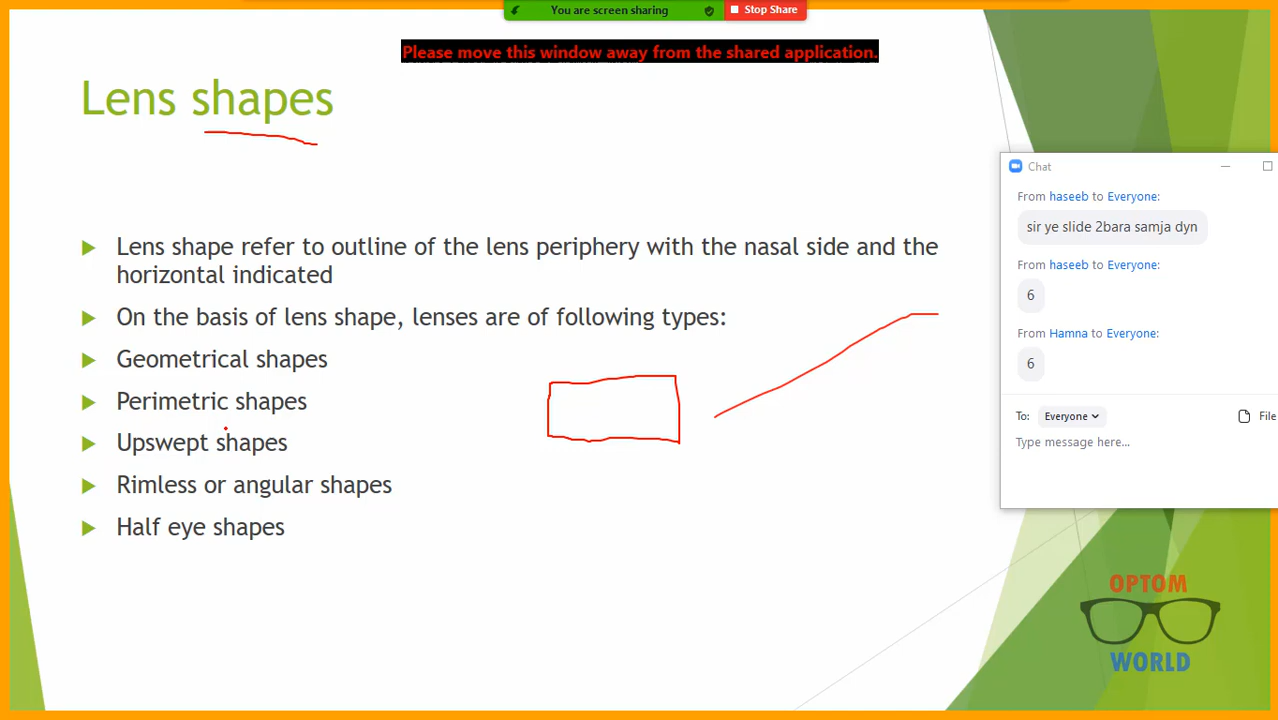 You are screen sharing
Stop Share
Please move this window away from the shared application.
Lens shapes
Lens shape refer to outline of the lens periphery with the nasal side and the
horizontal indicated
On the basis of lens shape, lenses are of following types:
Geometrical shapes
Perimetric shapes
Upswept shapes
Rimless or angular shapes
Half eye shapes
Chat
From haseeb to Everyone:
sir ye slide 2bara samja dyn
From haseeb to Everyone:
6
From Hamna to Everyone:
6
To: Everyone
File
Type message here...
OPTOM
WORLD